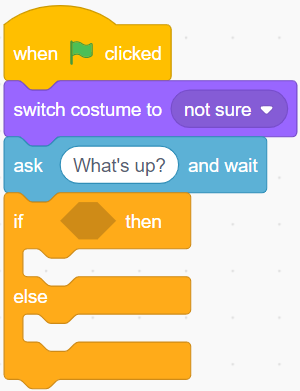 when clicked
switch costume to not sure
ask What's up? and wait
if then
else